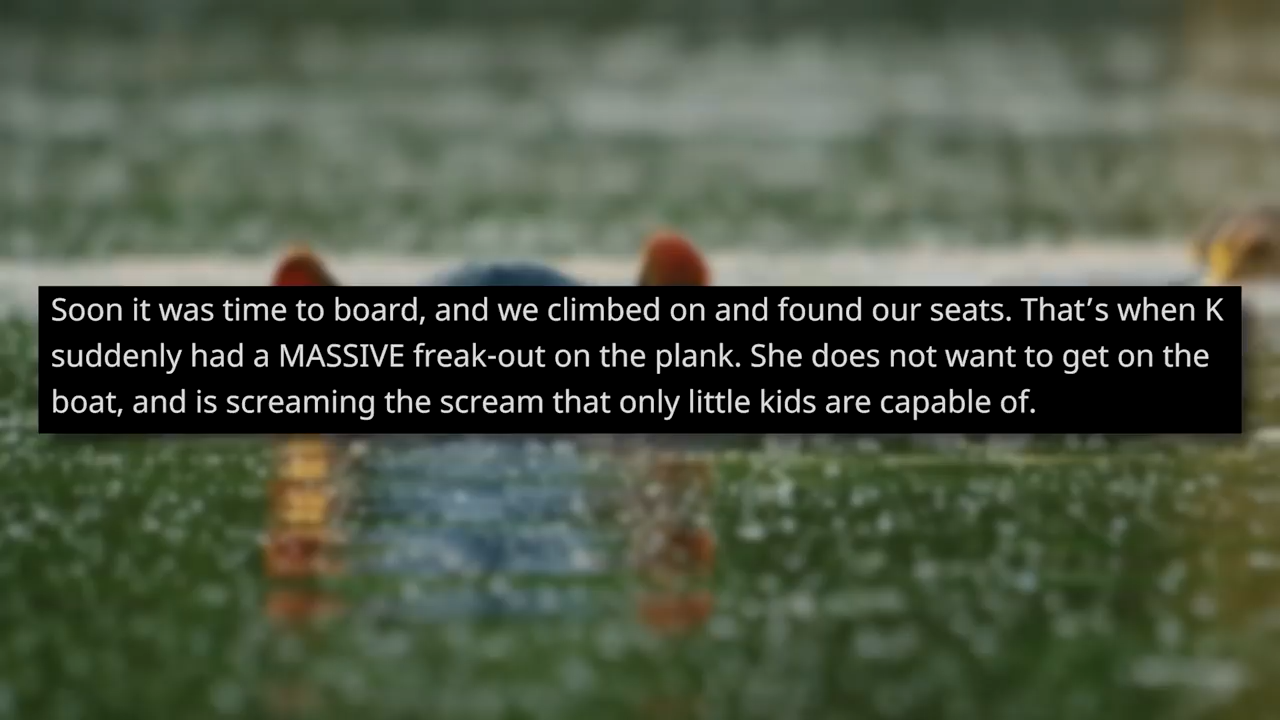 Soon it was time to board, and we climbed on and found our seats. That’s when K
suddenly had a MASSIVE freak-out on the plank. She does not want to get on the
boat, and is screaming the scream that only little kids are capable of.